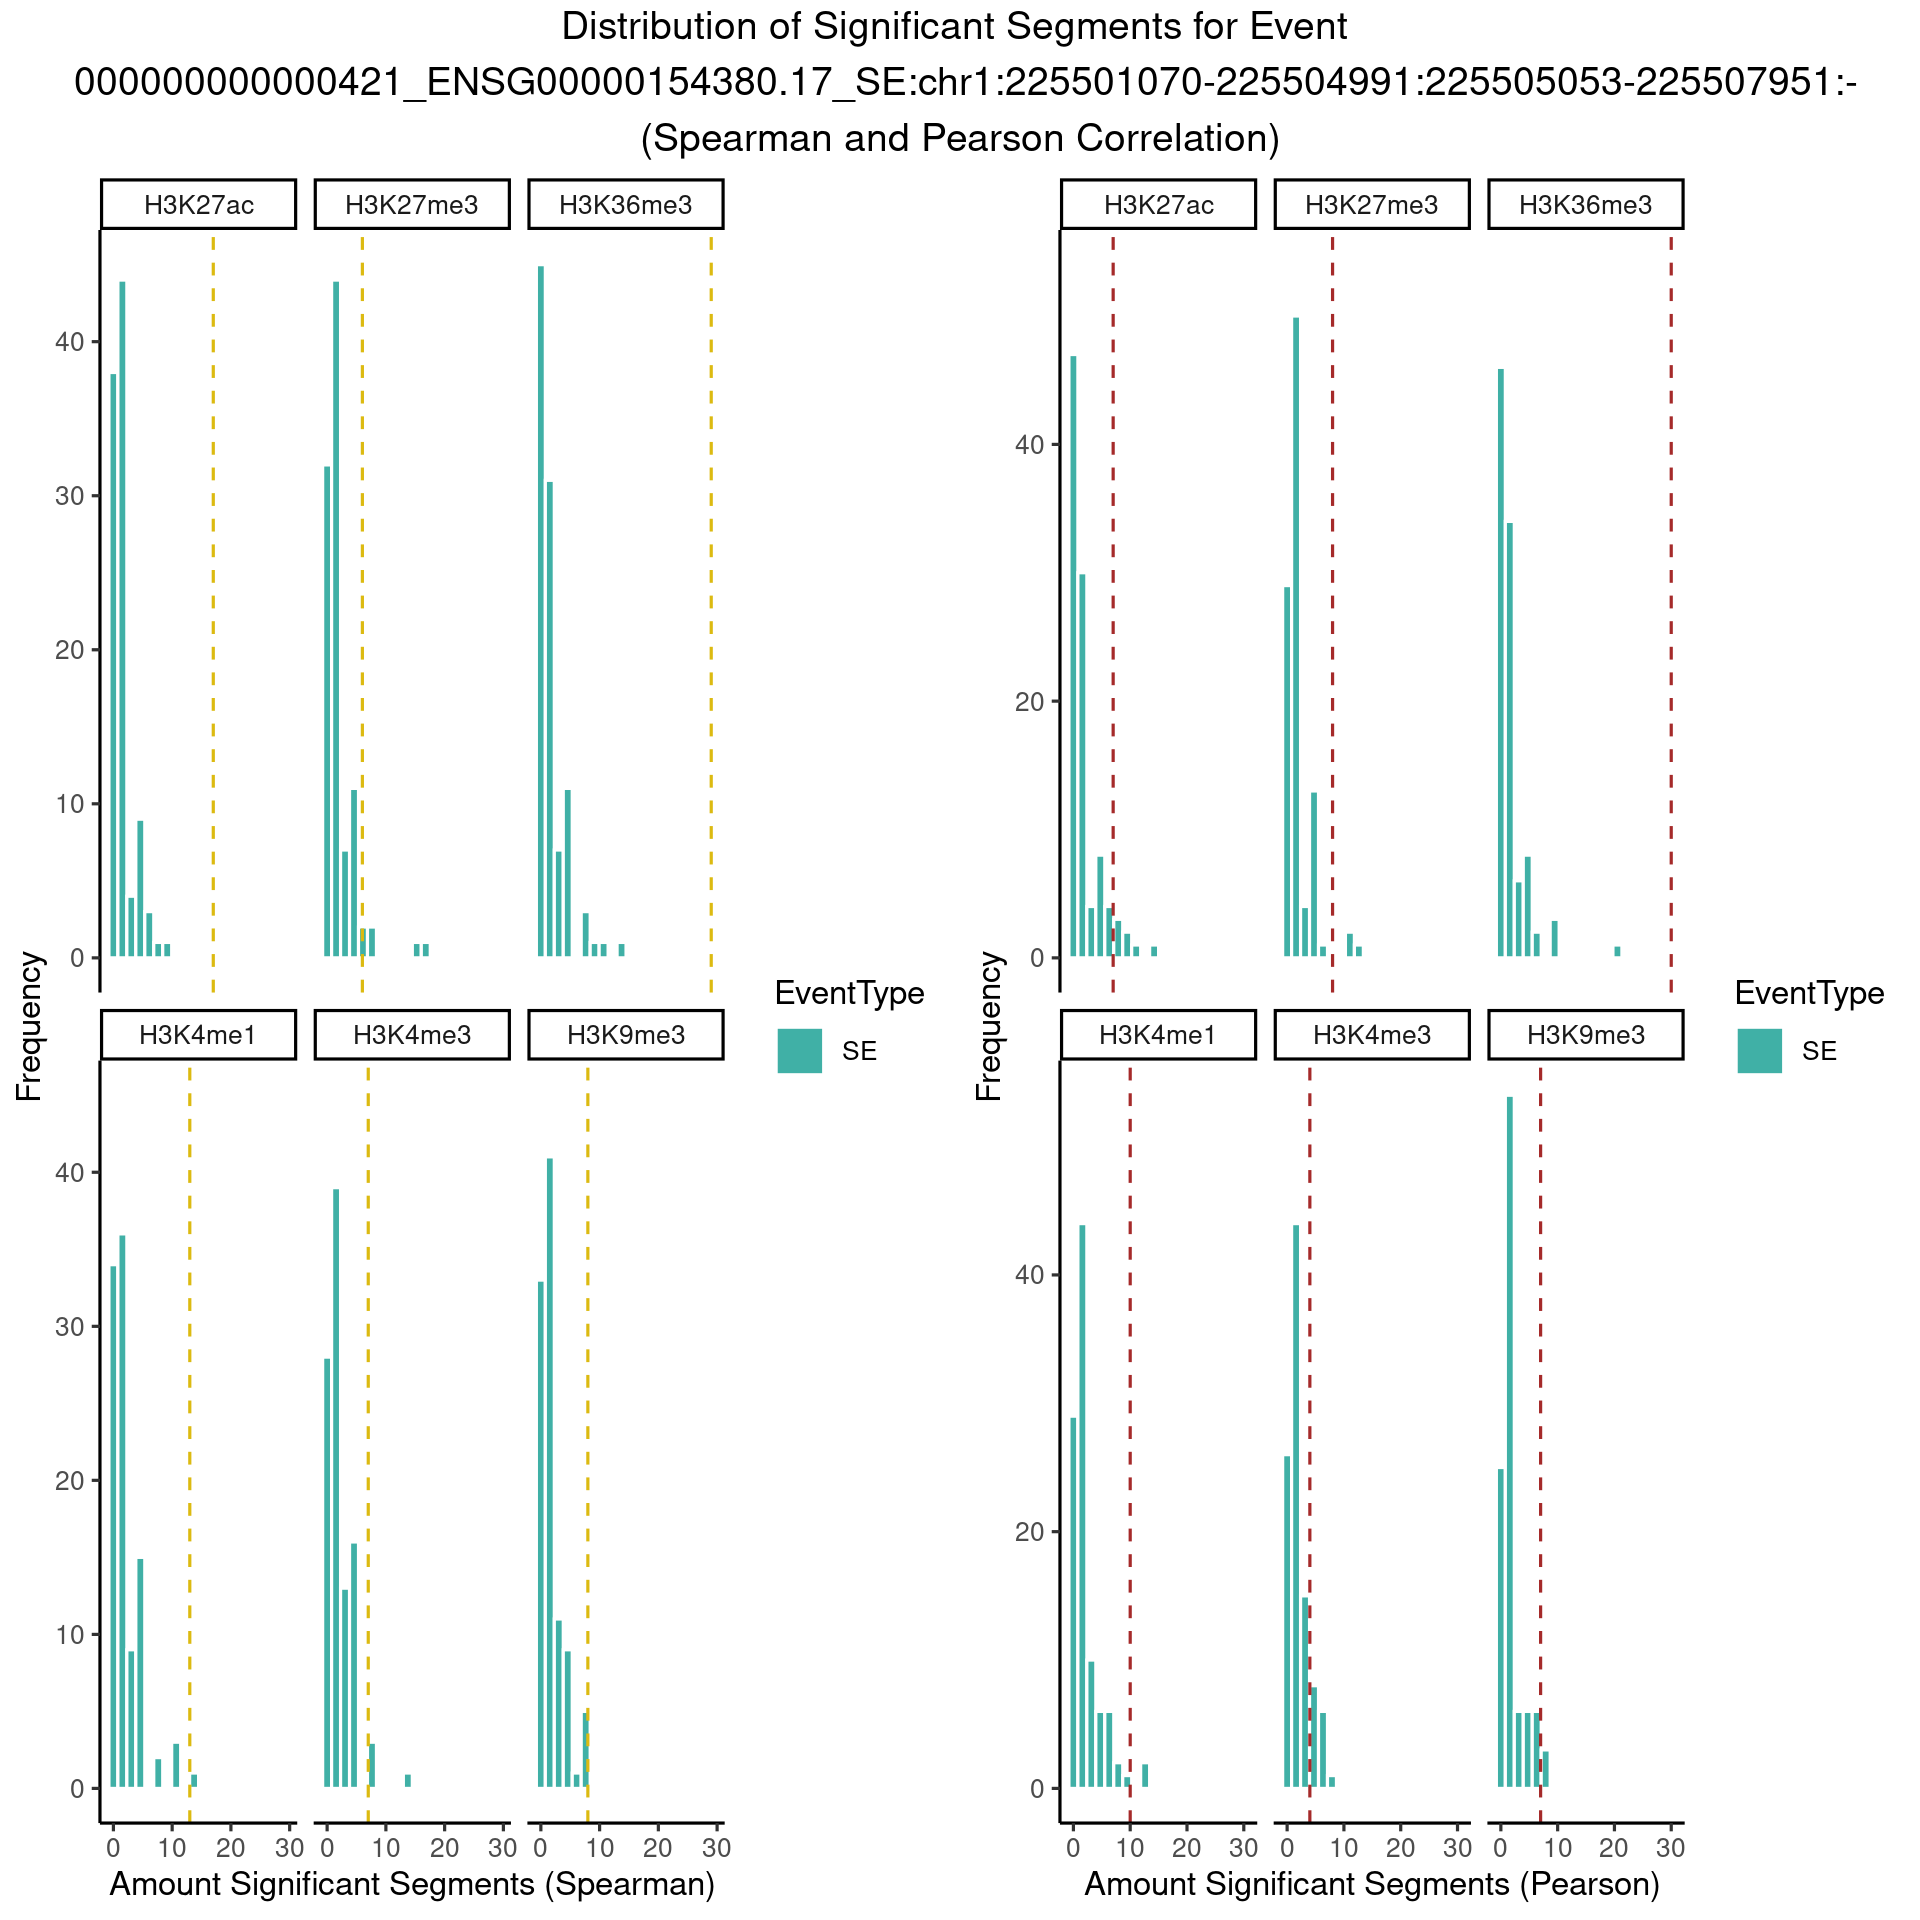 Distribution of Significant Segments for Event
000000000000421_ENSG00000154380.17_SE:chr1:225501070-225504991:225505053-225507951:-
(Spearman and Pearson Correlation)
H3K27ac H3K27me3 H3K36me3
40
30
20
10
0
H3K4me1 H3K4me3 H3K9me3
40
30
20
10
0
0 10 20 30 0 10 20 30 0 10 20 30
Frequency
Amount Significant Segments (Spearman)
EventType
SE
H3K27ac H3K27me3 H3K36me3
40
20
0
H3K4me1 H3K4me3 H3K9me3
40
20
0
0 10 20 30 0 10 20 30 0 10 20 30
Frequency
Amount Significant Segments (Pearson)
EventType
SE